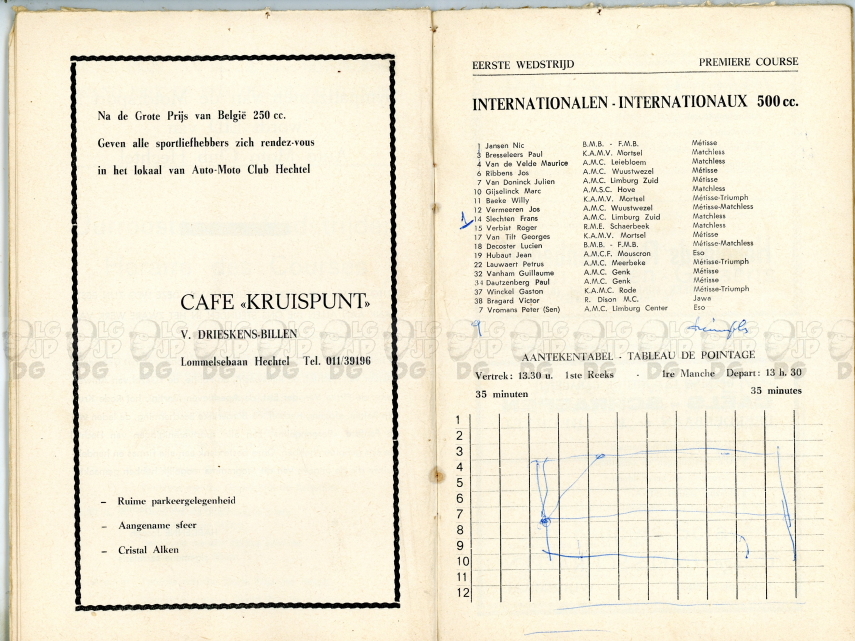 Na de Grote Prijs van België 250 cc.
Geven alle sportliefhebbers zich rendez-vous
in het lokaal van Auto-Moto Club Hechtel
CAFE «KRUISPUNT»
V. DRIESKENS-BILLEN
Lommelsebaan Hechtel Tel. 011/39196
– Ruime parkeergelegenheid
– Aangename sfeer
– Cristal Alken
EERSTE WEDSTRIJD PREMIERE COURSE
INTERNATIONALEN - INTERNATIONAUX 500 cc.
1 Jansen Nic B.M.B. - F.M.B. Métisse
3 Bresseleers Paul K.A.M.V. Mortsel Matchless
4 Van de Velde Maurice A.M.C. Leiebloem Matchless
6 Ribbens Jos A.M.C. Wuustwezel Métisse
7 Van Doninck Julien A.M.C. Limburg Zuid Métisse
10 Gijselinck Marc A.M.S.C. Hove Matchless
11 Baeke Willy K.A.M.V. Mortsel Métisse-Triumph
12 Vermeeren Jos A.M.C. Wuustwezel Métisse-Matchless
14 Slechten Frans A.M.C. Limburg Zuid Matchless
1
15 Verbist Roger R.M.E. Schaerbeek Matchless
17 Van Tilt Georges K.A.M.V. Mortsel Métisse
18 Decoster Lucien B.M.B. - F.M.B. Métisse-Matchless
19 Hubaut Jean A.M.C.F. Mouscron Eso
22 Lauwaert Petrus A.M.C. Meerbeke Métisse-Triumph
32 Vanham Guillaume A.M.C. Genk Métisse
34 Dautzenberg Paul A.M.C. Genk Métisse
37 Winckel Gaston K.A.M.C. Rode Métisse-Triumph
38 Bragard Victor R. Dison M.C. Jawa
7 Vromans Peter (Sen) A.M.C. Limburg Center Eso
9
AANTEKENTABEL - TABLEAU DE POINTAGE
Vertrek: 13.30 u. 1ste Reeks - 1re Manche Depart: 13 h. 30
35 minuten 35 minutes
1
2
3
4
5
6
7
8
9
10
11
12
LGJPDG